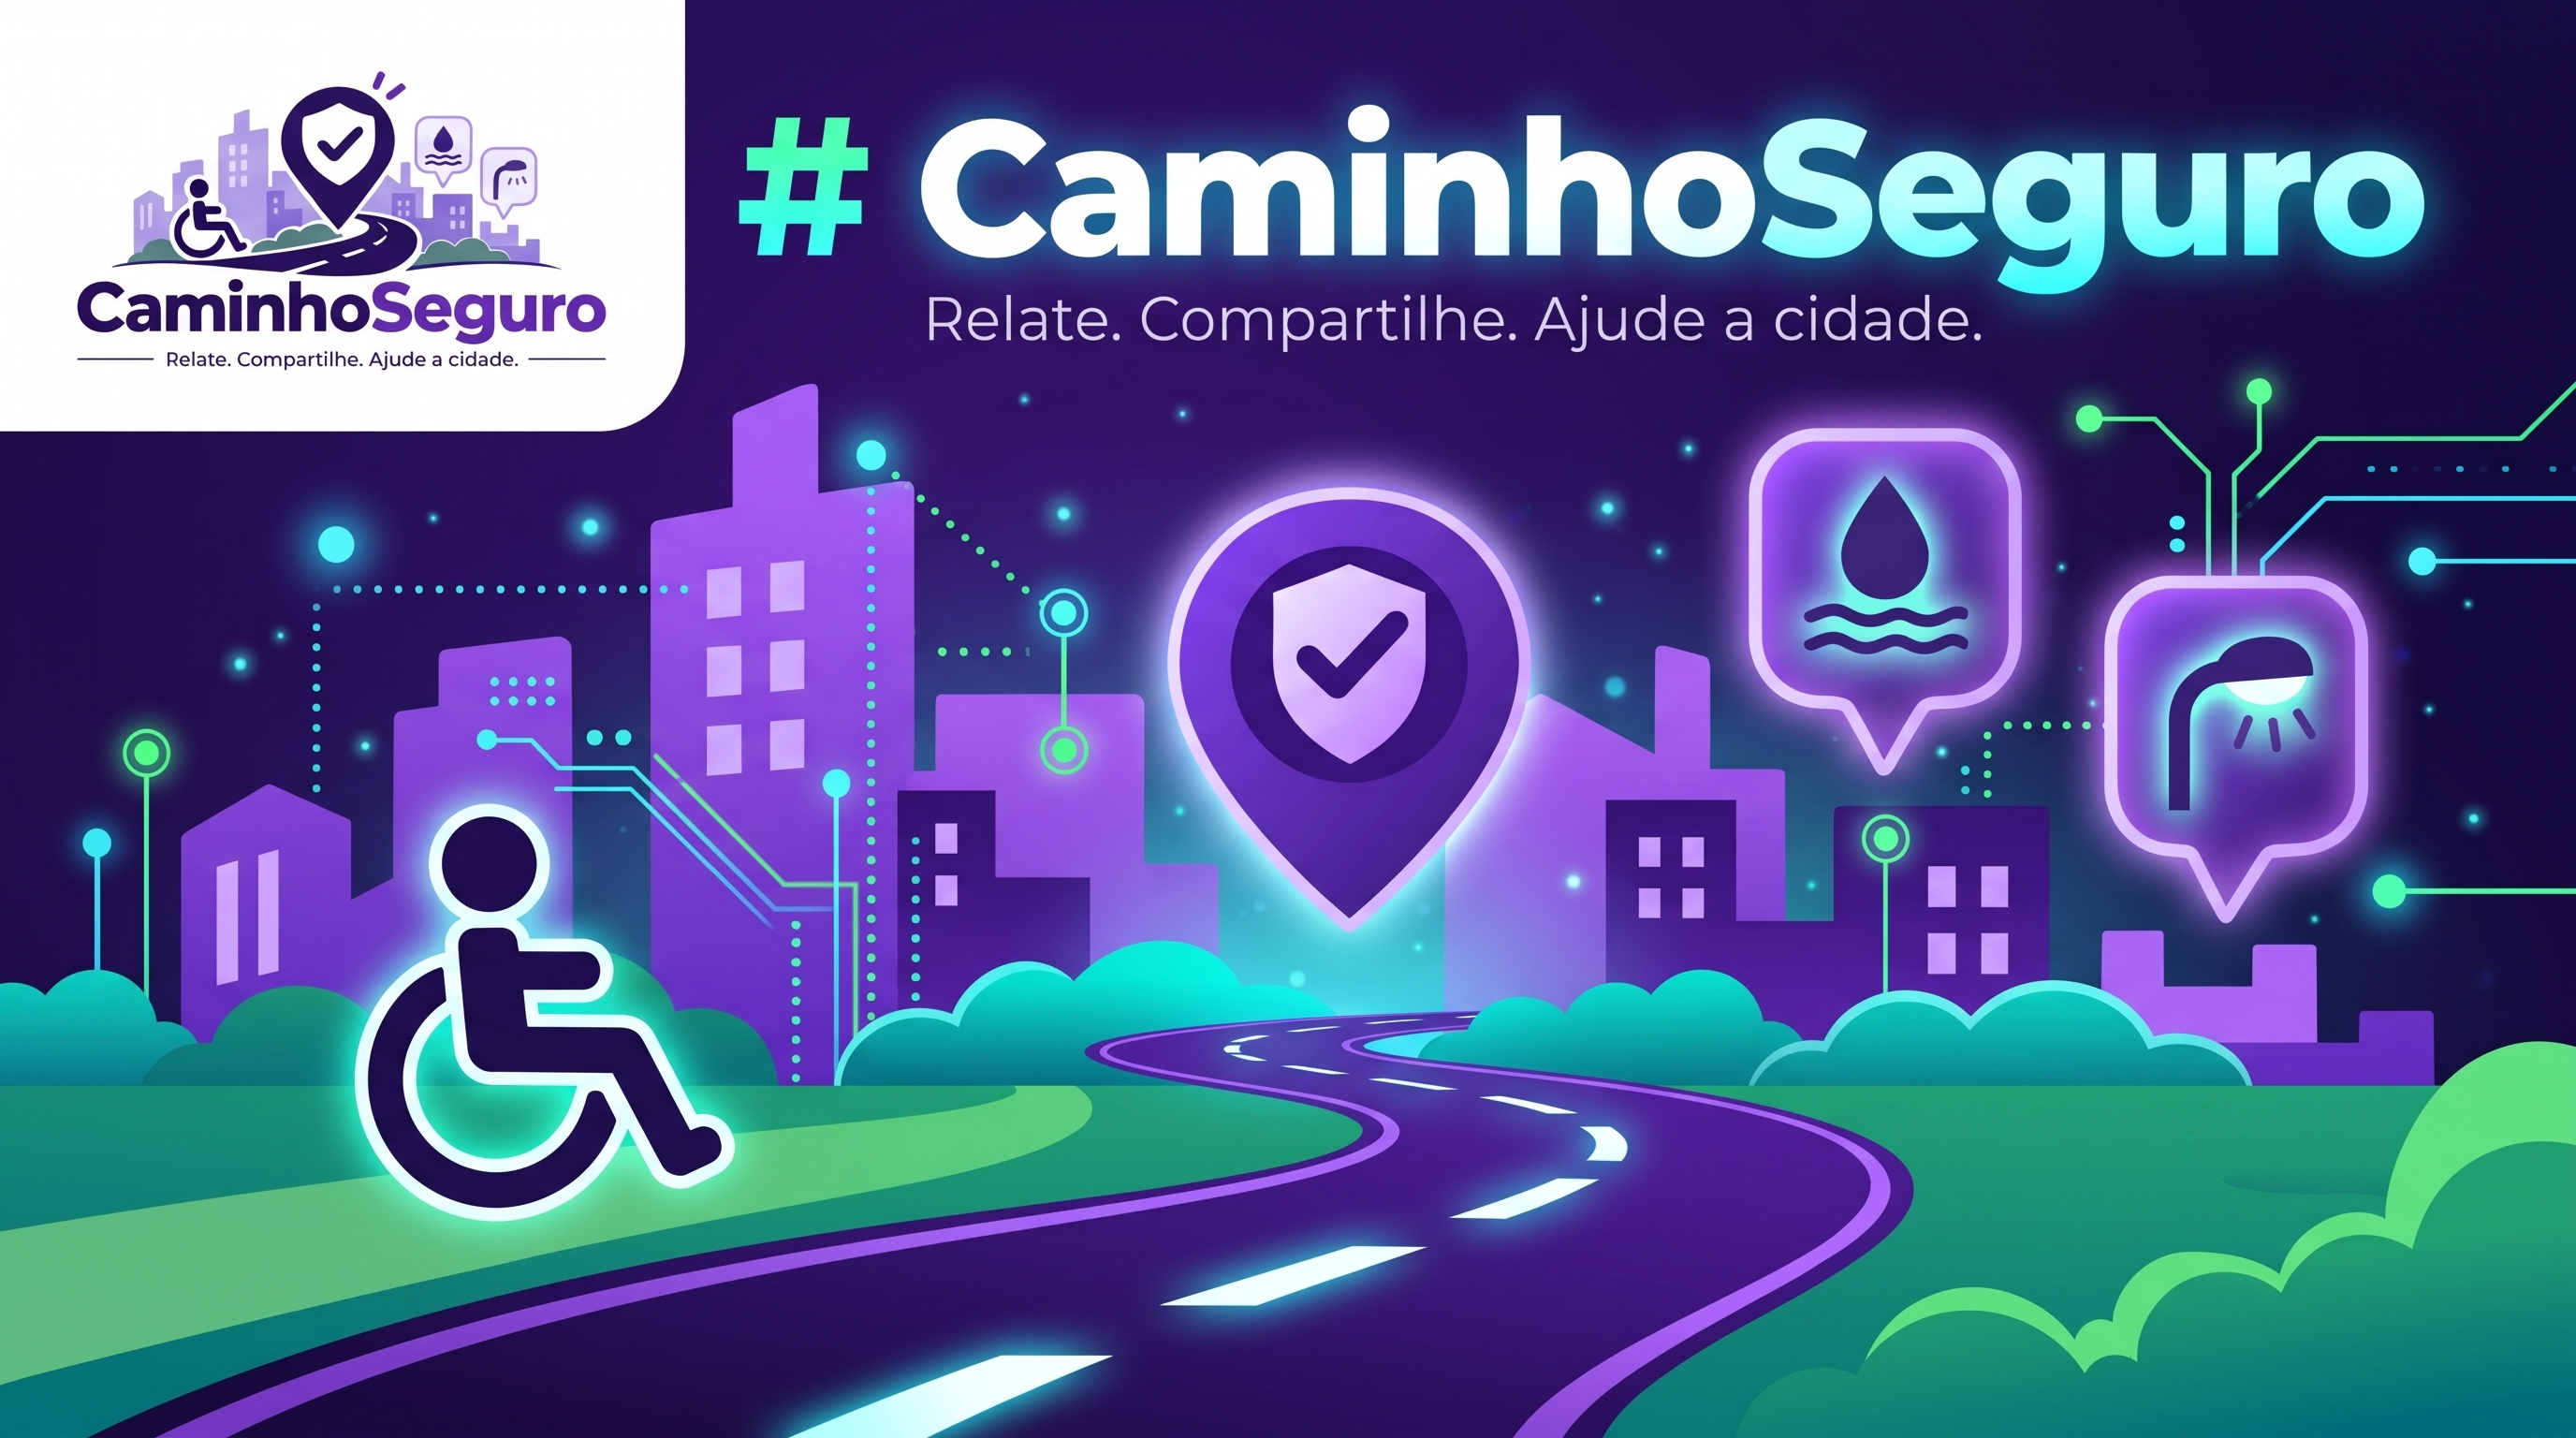 CaminhoSeguro
Relate. Compartilhe. Ajude a cidade.
# CaminhoSeguro
Relate. Compartilhe. Ajude a cidade.